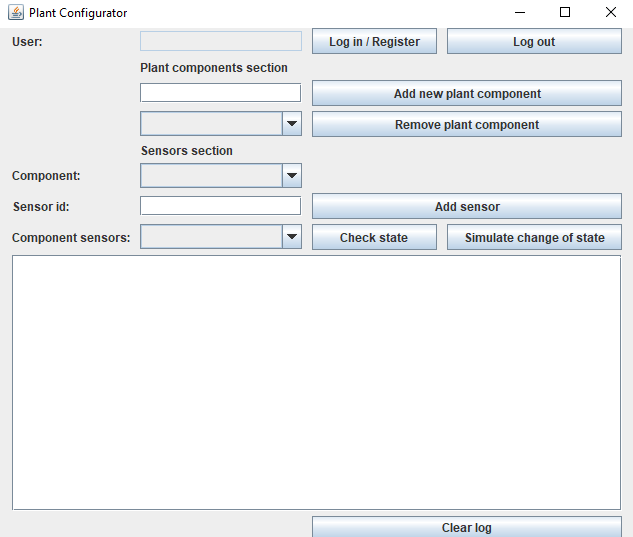 Plant Configurator
User: Log in / Register Log out
Plant components section
Add new plant component
Remove plant component
Sensors section
Component:
Sensor id: Add sensor
Component sensors: Check state Simulate change of state
Clear log